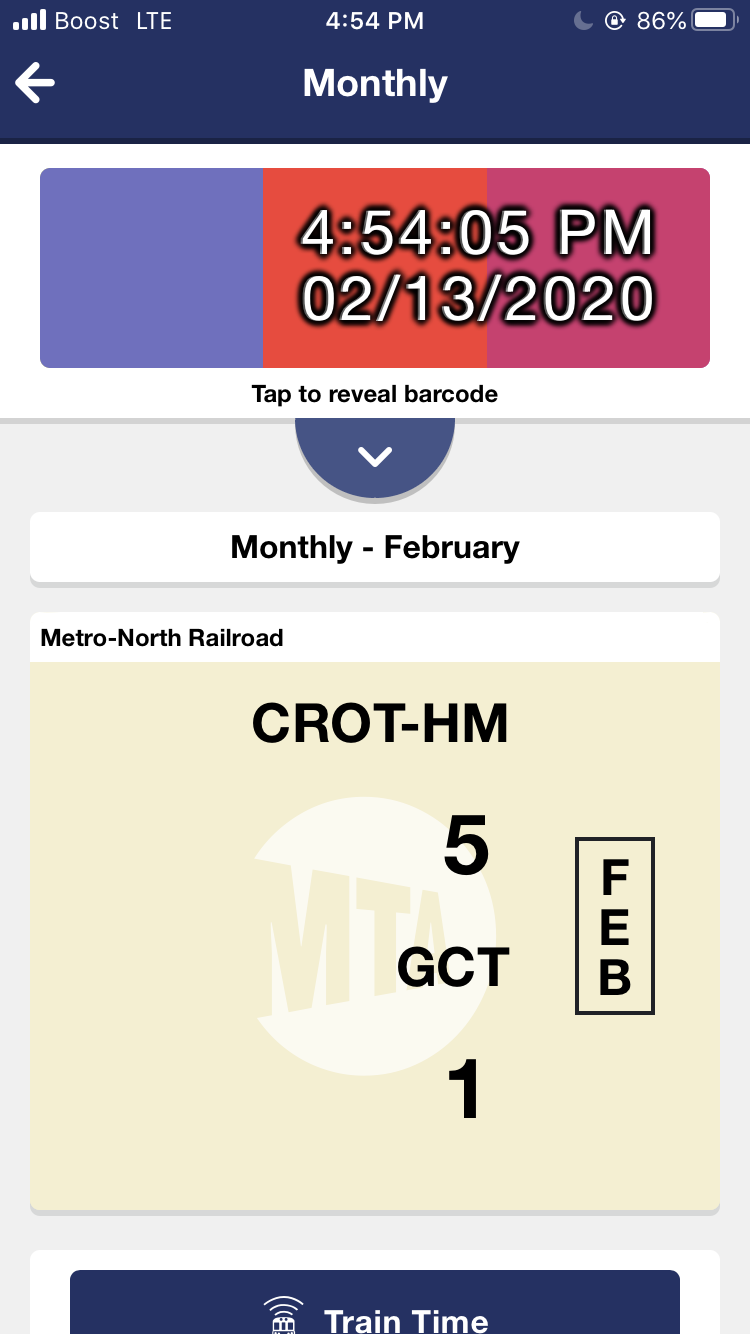 Boost LTE 4:54 PM 86%
Monthly
4:54:05 PM
02/13/2020
Tap to reveal barcode
Monthly - February
Metro-North Railroad
CROT-HM
5
MTA
GCT
1
F
E
B
Train Time